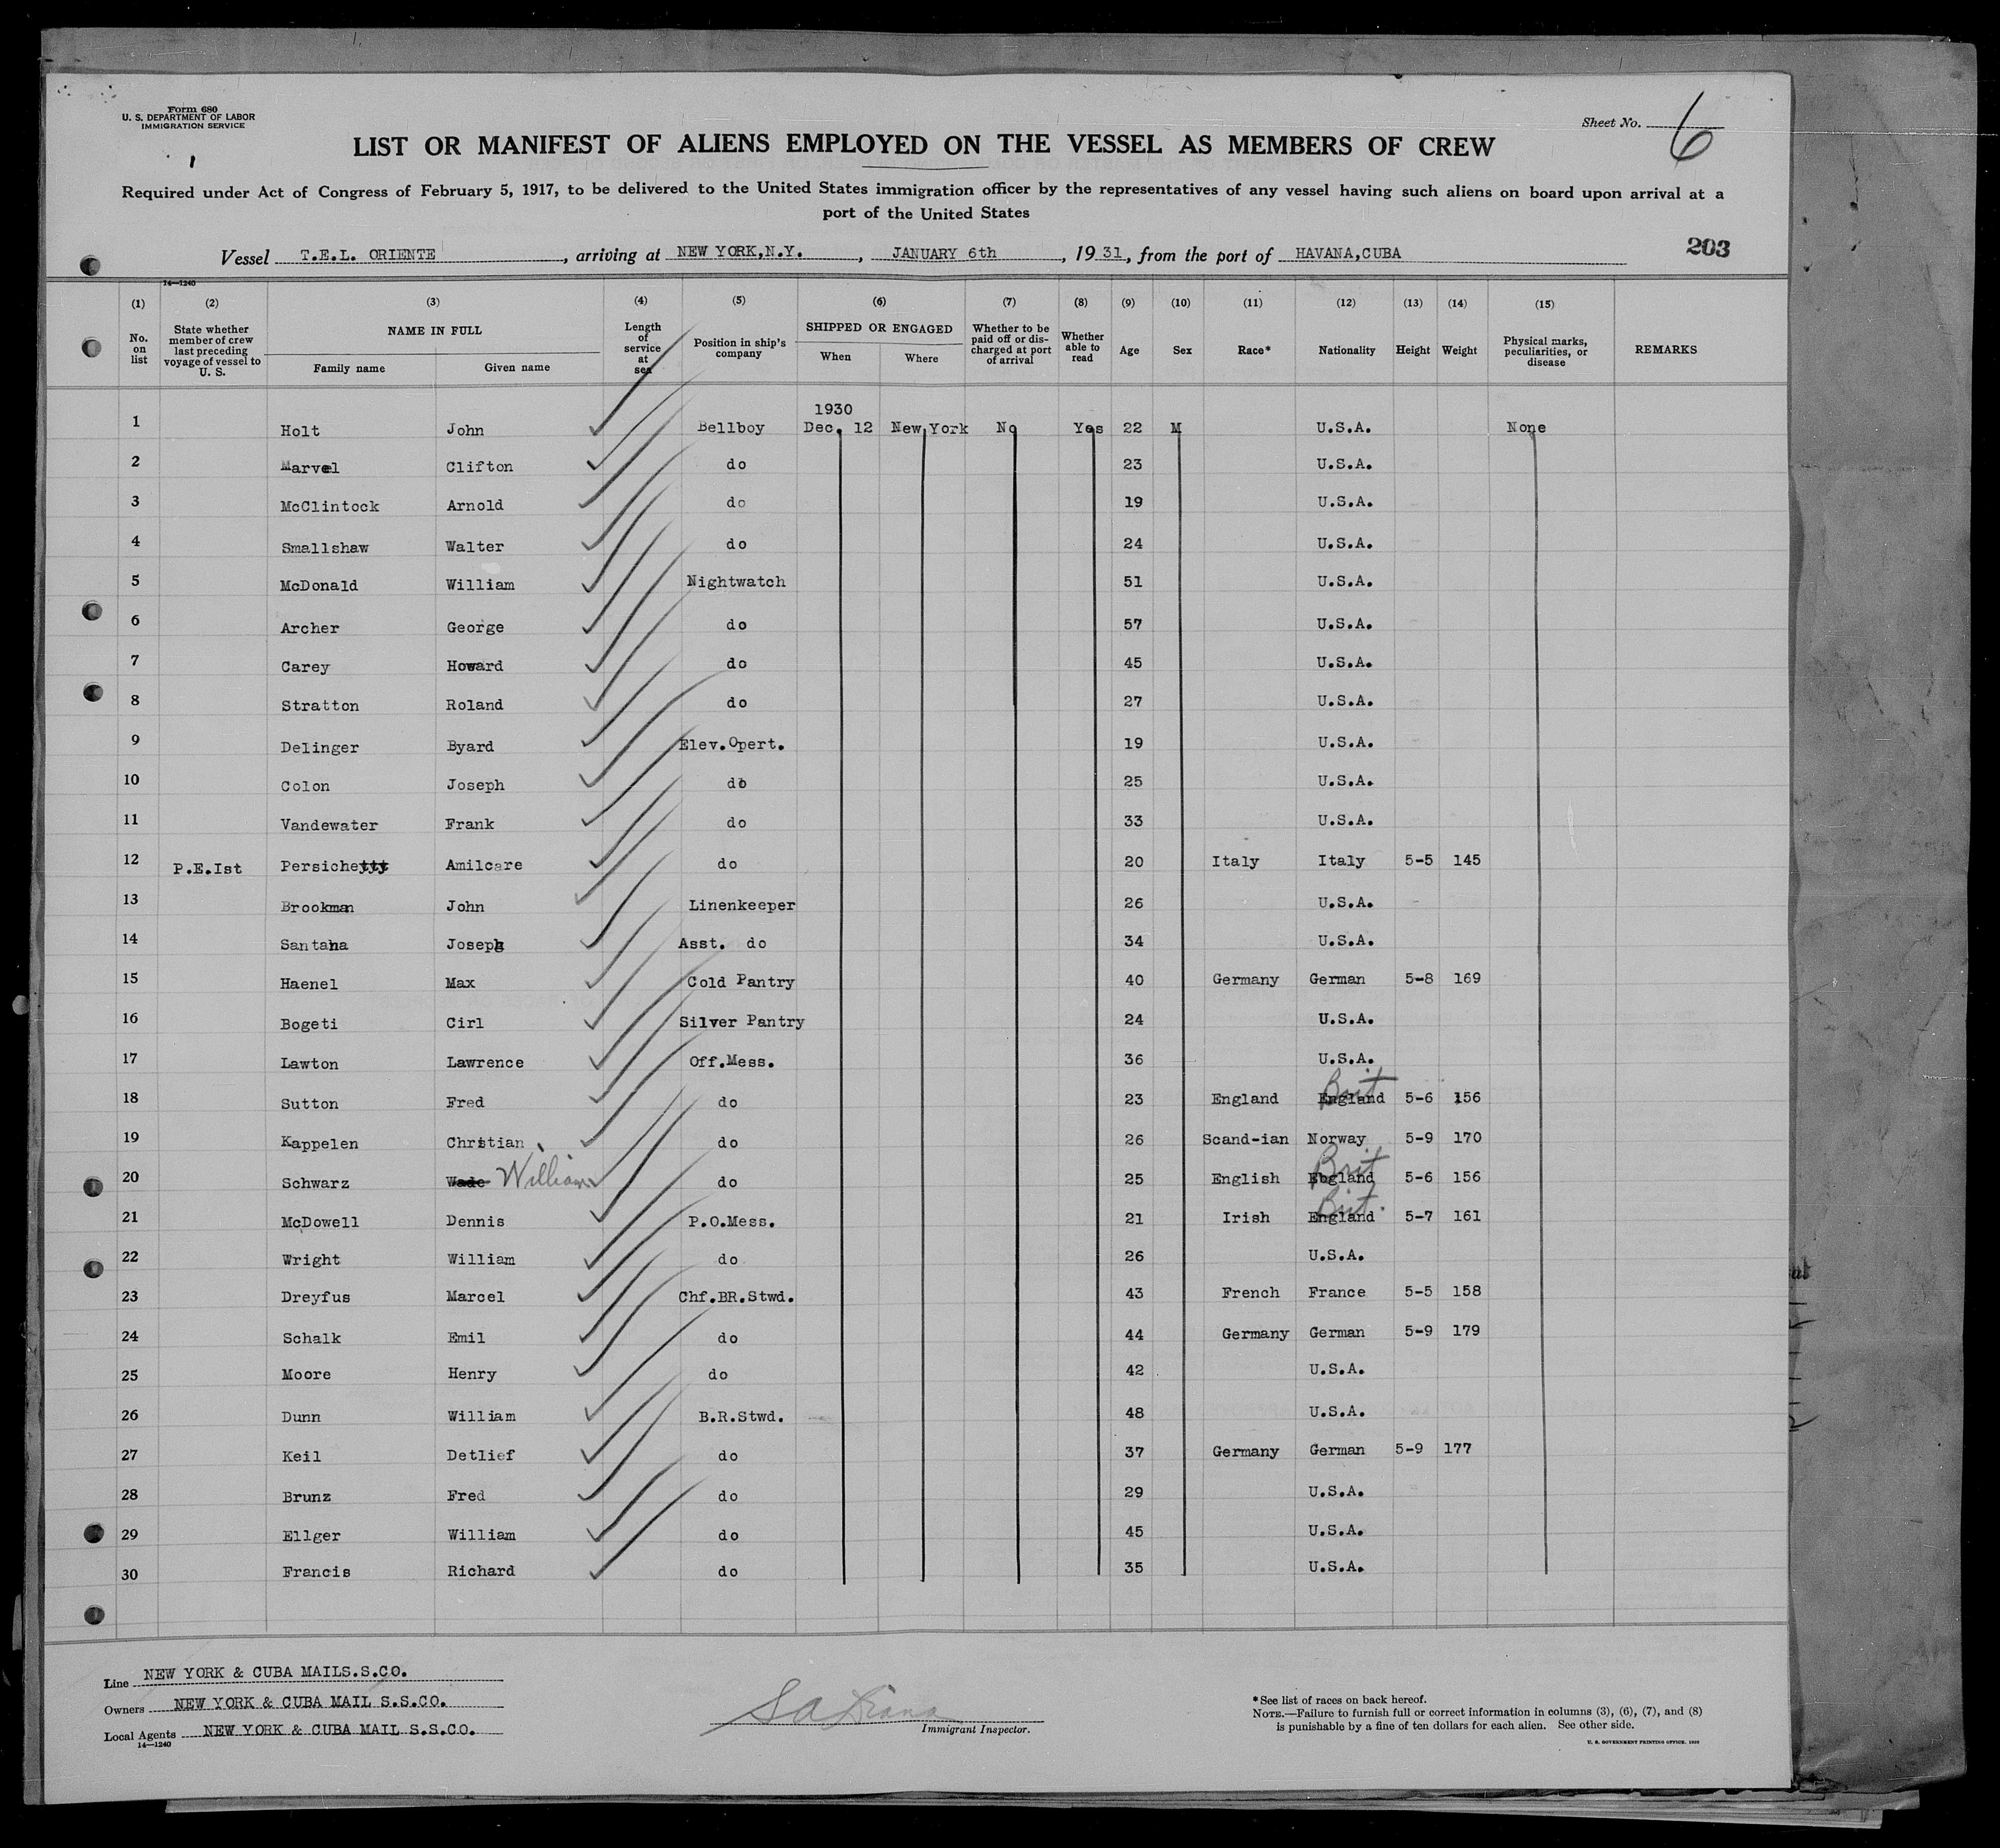 Form 680
U. S. DEPARTMENT OF LABOR
IMMIGRATION SERVICE
Sheet No. 6
LIST OR MANIFEST OF ALIENS EMPLOYED ON THE VESSEL AS MEMBERS OF CREW
Required under Act of Congress of February 5, 1917, to be delivered to the United States immigration officer by the representatives of any vessel having such aliens on board upon arrival at a
port of the United States
Vessel T.E.L. ORIENTE, arriving at NEW YORK,N.Y., JANUARY 6th, 1931, from the port of HAVANA,CUBA
203
14—1240
(1) (2) (3) (4) (5) (6) (7) (8) (9) (10) (11) (12) (13) (14) (15)
No. on list State whether member of crew last preceding voyage of vessel to U. S. NAME IN FULL Family name Given name Length of service at sea Position in ship's company SHIPPED OR ENGAGED When Where Whether to be paid off or discharged at port of arrival Whether able to read Age Sex Race* Nationality Height Weight Physical marks, peculiarities, or disease REMARKS
1930
1 Holt John Bellboy Dec. 12 New York No Yes 22 M U.S.A. None
2 Marvel Clifton do 23 U.S.A.
3 McClintock Arnold do 19 U.S.A.
4 Smallshaw Walter do 24 U.S.A.
5 McDonald William Nightwatch 51 U.S.A.
6 Archer George do 57 U.S.A.
7 Carey Howard do 45 U.S.A.
8 Stratton Roland do 27 U.S.A.
9 Delinger Byard Elev.Opert. 19 U.S.A.
10 Colon Joseph do 25 U.S.A.
11 Vandewater Frank do 33 U.S.A.
12 P.E.Ist Persichetty Amilcare do 20 Italy Italy 5-5 145
13 Brookman John Linenkeeper 26 U.S.A.
14 Santana Joseph Asst. do 34 U.S.A.
15 Haenel Max Cold Pantry 40 Germany German 5-8 169
16 Bogeti Cirl Silver Pantry 24 U.S.A.
17 Lawton Lawrence Off.Mess. 36 U.S.A.
18 Sutton Fred do 23 England England Brit 5-6 156
19 Kappelen Christian do 26 Scand-ian Norway 5-9 170
20 Schwarz Wade William do 25 English England Brit 5-6 156
21 McDowell Dennis P.O.Mess. 21 Irish England Brit. 5-7 161
22 Wright William do 26 U.S.A.
23 Dreyfus Marcel Chf.BR.Stwd. 43 French France 5-5 158
24 Schalk Emil do 44 Germany German 5-9 179
25 Moore Henry do 42 U.S.A.
26 Dunn William B.R.Stwd. 48 U.S.A.
27 Keil Detlief do 37 Germany German 5-9 177
28 Brunz Fred do 29 U.S.A.
29 Ellger William do 45 U.S.A.
30 Francis Richard do 35 U.S.A.
Line NEW YORK & CUBA MAILS.S.CO.
Owners NEW YORK & CUBA MAIL S.S.CO.
Local Agents NEW YORK & CUBA MAIL S.S.CO.
14—1240
Immigrant Inspector.
*See list of races on back hereof.
NOTE.—Failure to furnish full or correct information in columns (3), (6), (7), and (8)
is punishable by a fine of ten dollars for each alien. See other side.
U. S. GOVERNMENT PRINTING OFFICE. 1929